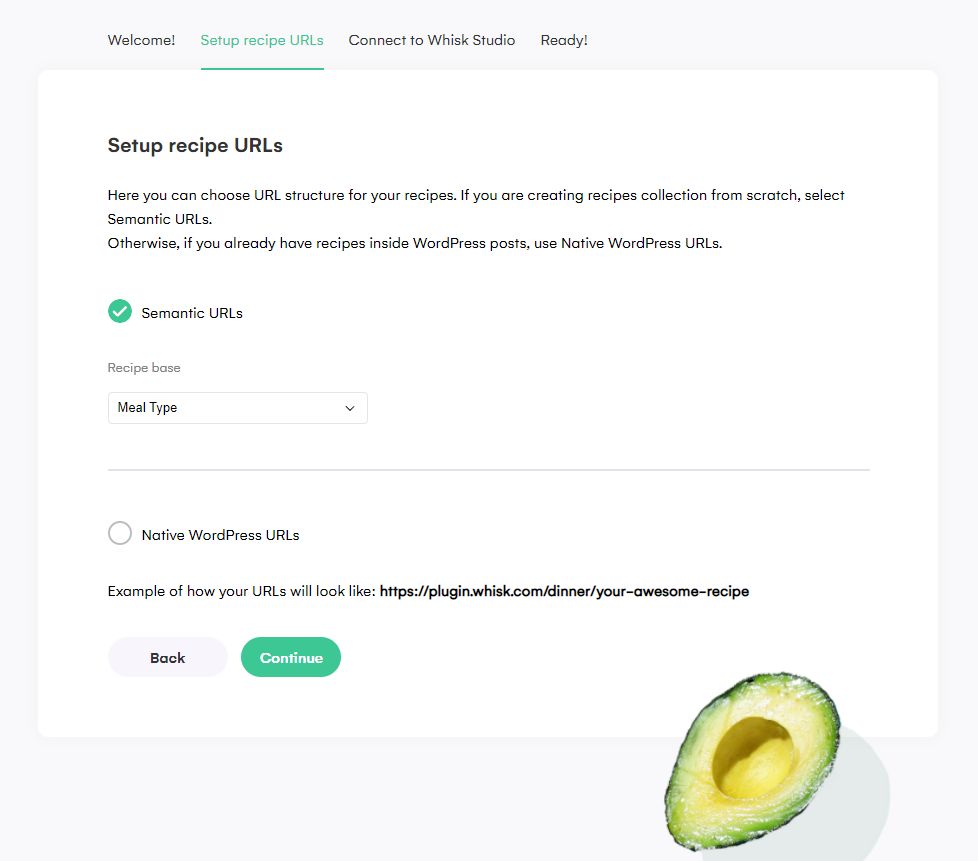 Welcome! Setup recipe URLs Connect to Whisk Studio Ready!
Setup recipe URLs
Here you can choose URL structure for your recipes. If you are creating recipes collection from scratch, select
Semantic URLs.
Otherwise, if you already have recipes inside WordPress posts, use Native WordPress URLs.
Semantic URLs
Recipe base
Meal Type
Native WordPress URLs
Example of how your URLs will look like: https://plugin.whisk.com/dinner/your-awesome-recipe
Back Continue